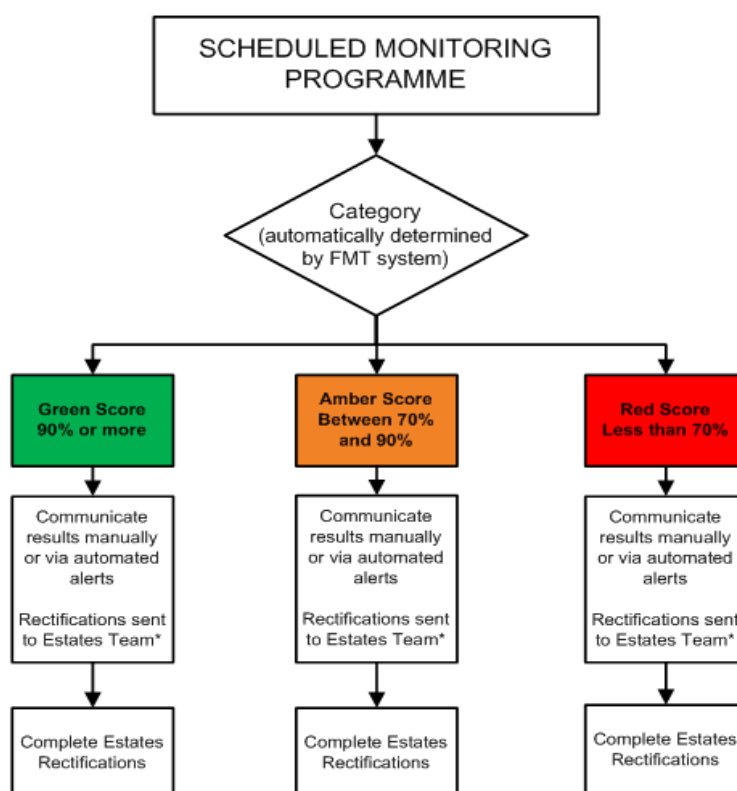 SCHEDULED MONITORING
PROGRAMME
Category
(automatically determined
by FMT system)
Green Score
90% or more
Amber Score
Between 70%
and 90%
Red Score
Less than 70%
Communicate
results manually
or via automated
alerts
Rectifications sent
to Estates Team*
Communicate
results manually
or via automated
alerts
Rectifications sent
to Estates Team*
Communicate
results manually
or via automated
alerts
Rectifications sent
to Estates Team*
Complete Estates
Rectifications
Complete Estates
Rectifications
Complete Estates
Rectifications